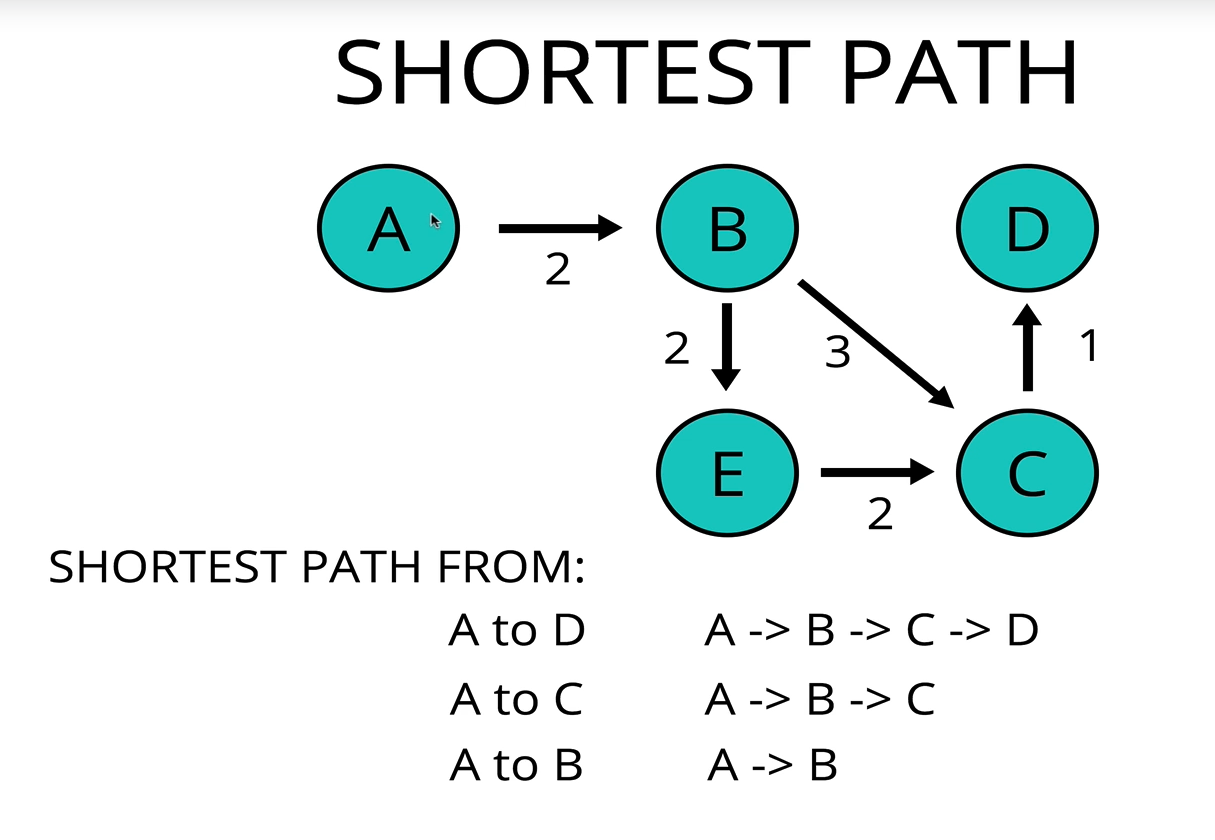 SHORTEST PATH
A
B
D
2
2
3
1
E
C
2
SHORTEST PATH FROM:
A to D A -> B -> C -> D
A to C A -> B -> C
A to B A -> B